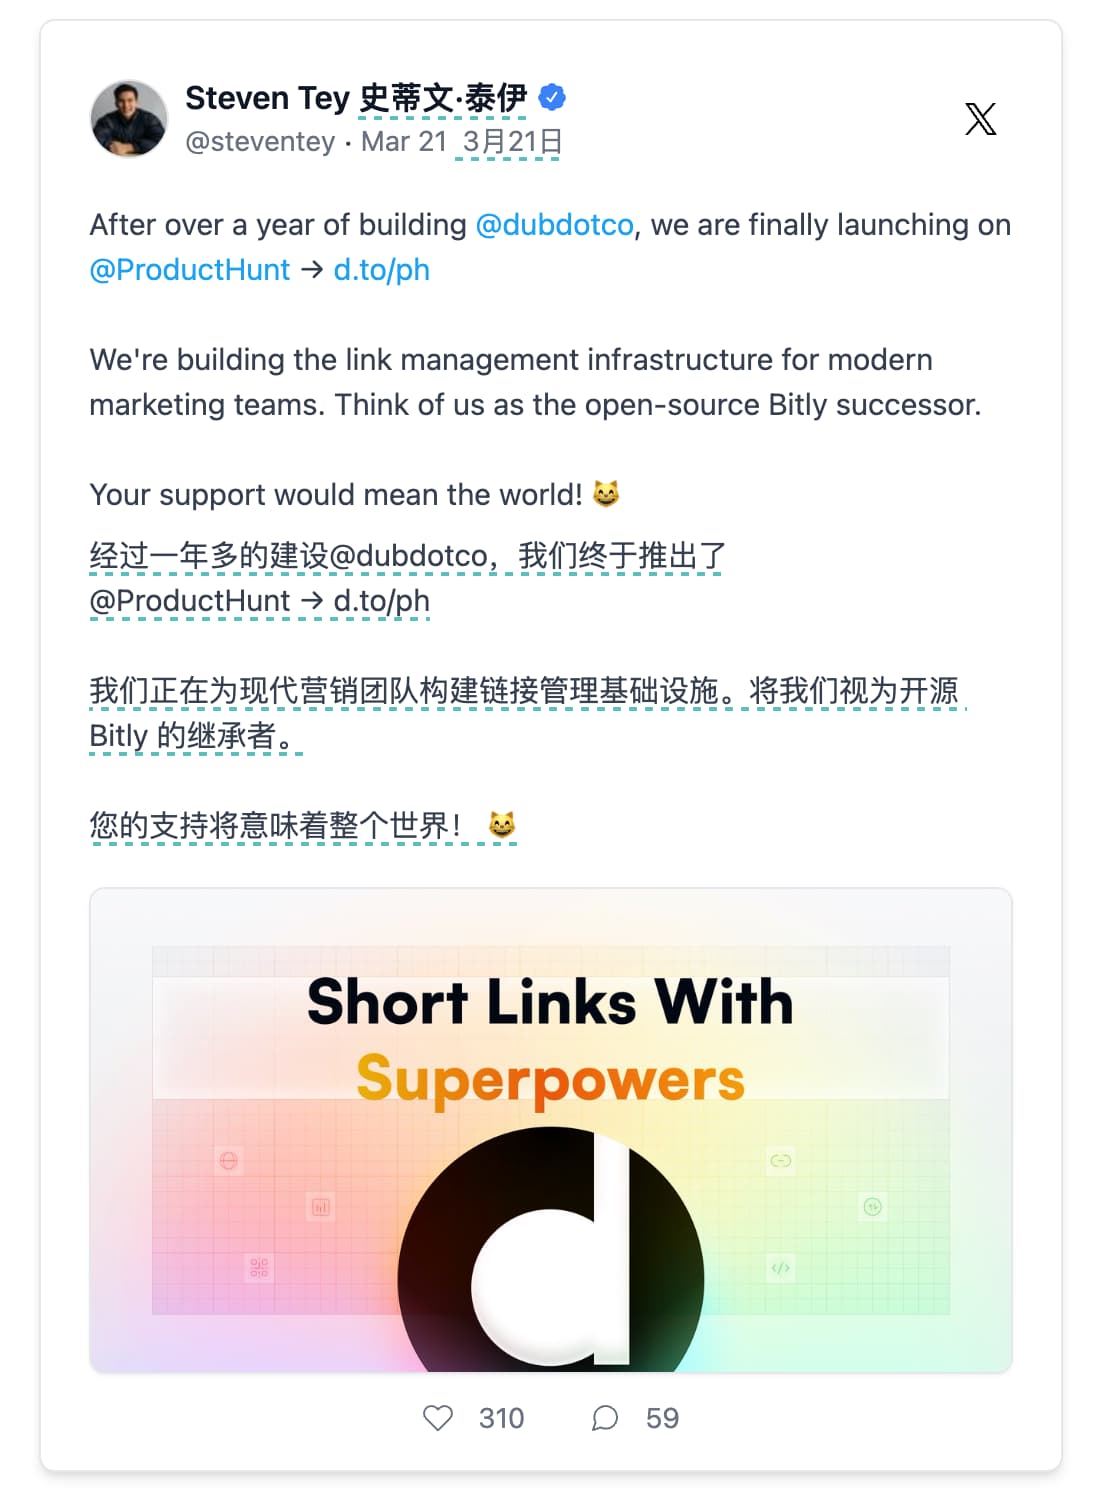 Steven Tey 史蒂文·泰伊
@steventey · Mar 21 3月21日
After over a year of building @dubdotco, we are finally launching on
@ProductHunt → d.to/ph
We're building the link management infrastructure for modern
marketing teams. Think of us as the open-source Bitly successor.
Your support would mean the world! 😸
经过一年多的建设@dubdotco，我们终于推出了
@ProductHunt → d.to/ph
我们正在为现代营销团队构建链接管理基础设施。将我们视为开源
Bitly 的继承者。
您的支持将意味着整个世界！ 😸
Short Links With
Superpowers
d
310 59